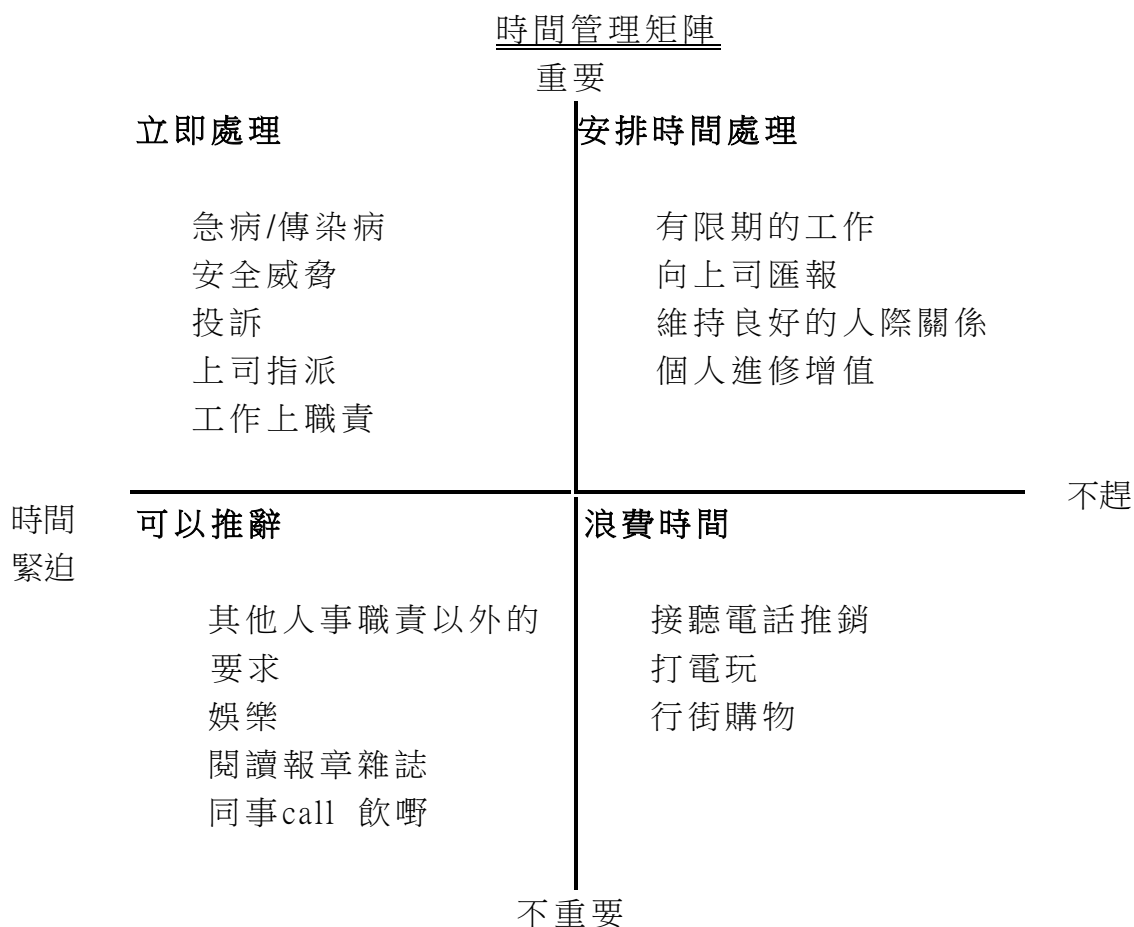 時間管理矩陣
重要
立即處理
急病/傳染病
安全威脅
投訴
上司指派
工作上職責
安排時間處理
有限期的工作
向上司匯報
維持良好的人際關係
個人進修增值
時間
緊迫
不趕
可以推辭
其他人事職責以外的
要求
娛樂
閱讀報章雜誌
同事call 飲嘢
浪費時間
接聽電話推銷
打電玩
行街購物
不重要